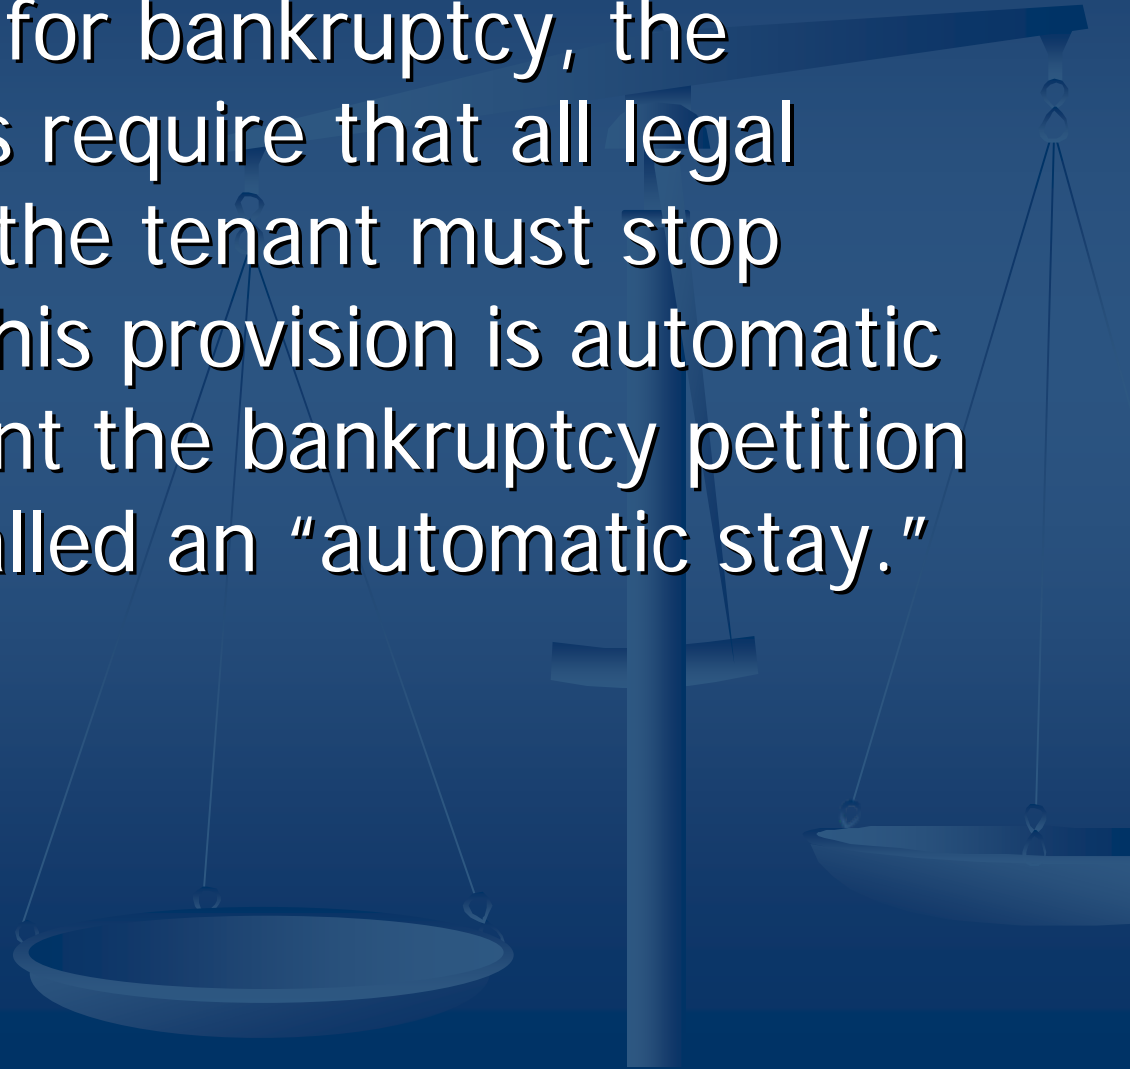 for bankruptcy, the
s require that all legal
the tenant must stop
his provision is automatic
nt the bankruptcy petition
lled an “automatic stay.”